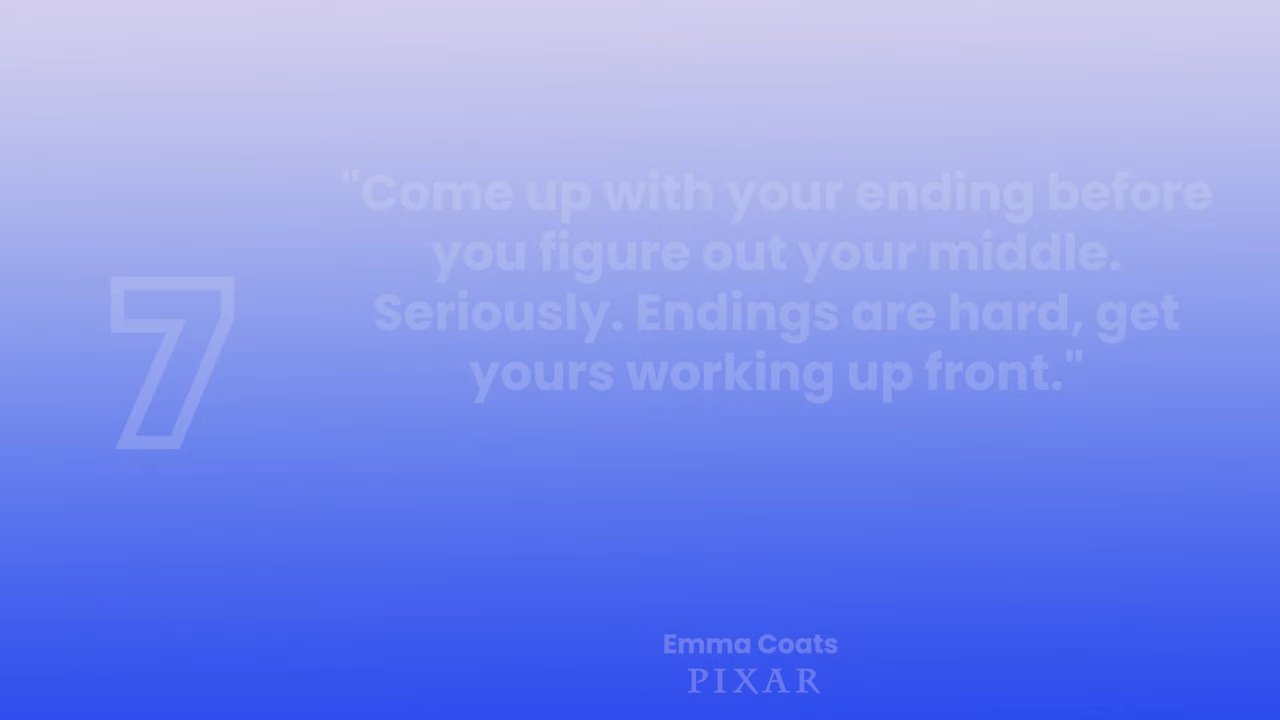 7
"Come up with your ending before
you figure out your middle.
Seriously. Endings are hard, get
yours working up front."
Emma Coats
PIXAR